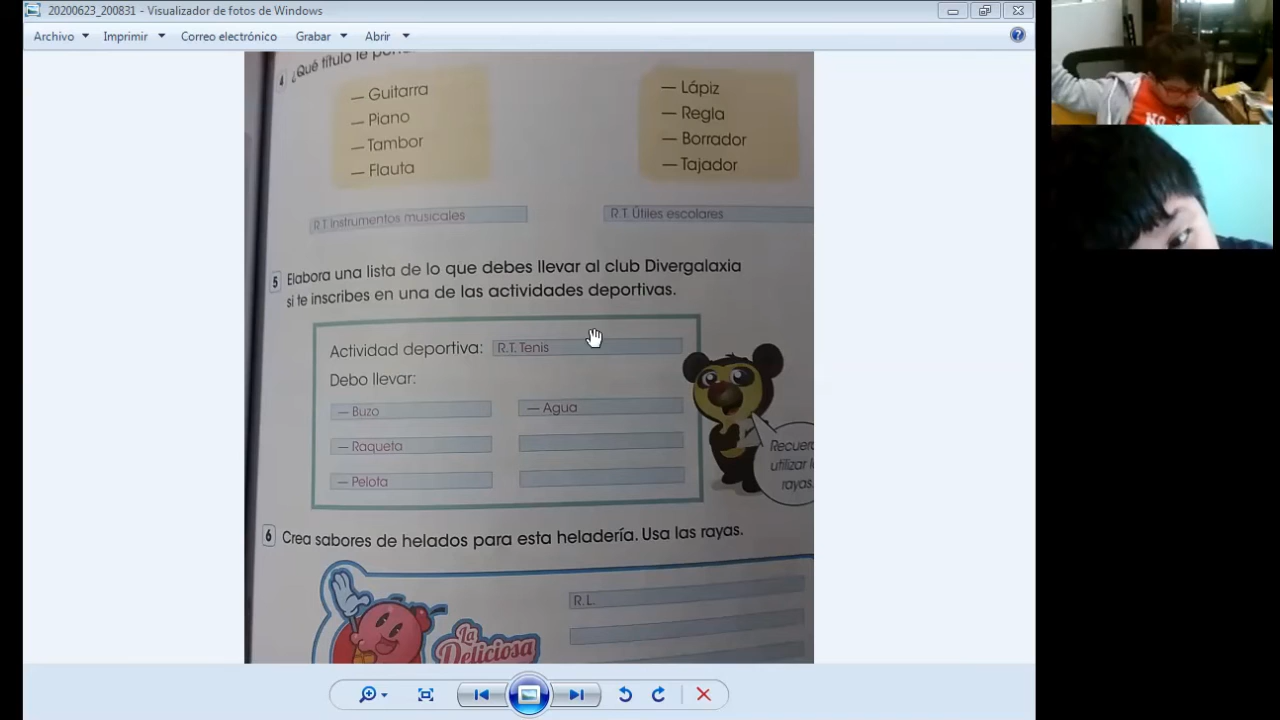 20200623_200831 - Visualizador de fotos de Windows
Archivo Imprimir Correo electrónico Grabar Abrir
4 ¿Qué título le
— Guitarra
— Piano
— Tambor
— Flauta
— Lápiz
— Regla
— Borrador
— Tajador
R.T. Instrumentos musicales
R.T. Útiles escolares
5 Elabora una lista de lo que debes llevar al club Divergalaxia
si te inscribes en una de las actividades deportivas.
Actividad deportiva: R.T. Tenis
Debo llevar:
— Buzo
— Raqueta
— Pelota
— Agua
utilizar
rayas
6 Crea sabores de helados para esta heladería. Usa las rayas.
R.L.
La
Deliciosa